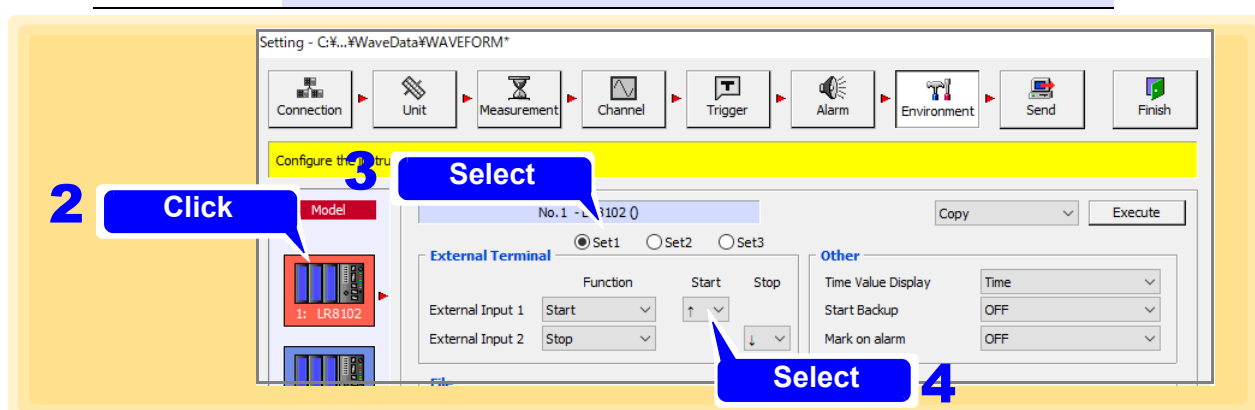 Setting - C:¥...¥WaveData¥WAVEFORM*
Connection
Unit
Measurement
Channel
Trigger
Alarm
Environment
Send
Finish
Configure the
3 Select
2 Click
Model
No.1 - 8102 ()
Copy
Execute
Set1 Set2 Set3
External Terminal
Other
Function Start Stop
Time Value Display Time
1: LR8102
External Input 1 Start ↑
Start Backup OFF
External Input 2 Stop ↓
Mark on alarm OFF
Select 4